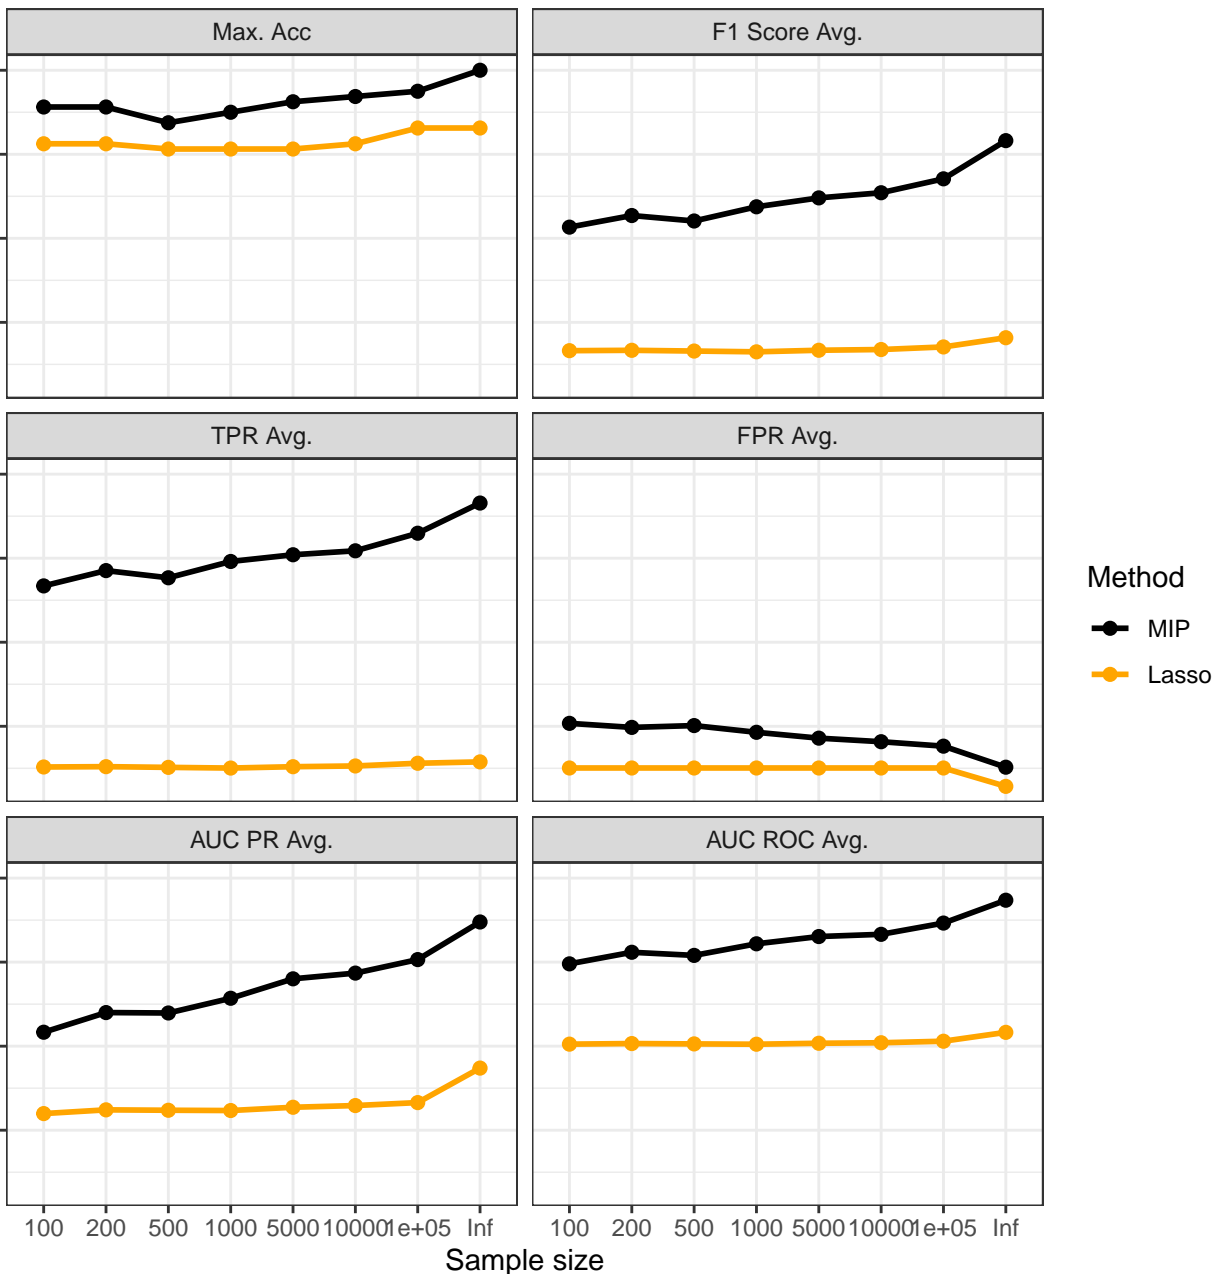 Max. Acc
F1 Score Avg.
TPR Avg.
FPR Avg.
AUC PR Avg.
AUC ROC Avg.
100 200 500 1000 5000 10000 1e+05 Inf
100 200 500 1000 5000 10000 1e+05 Inf
Sample size
Method
MIP
Lasso